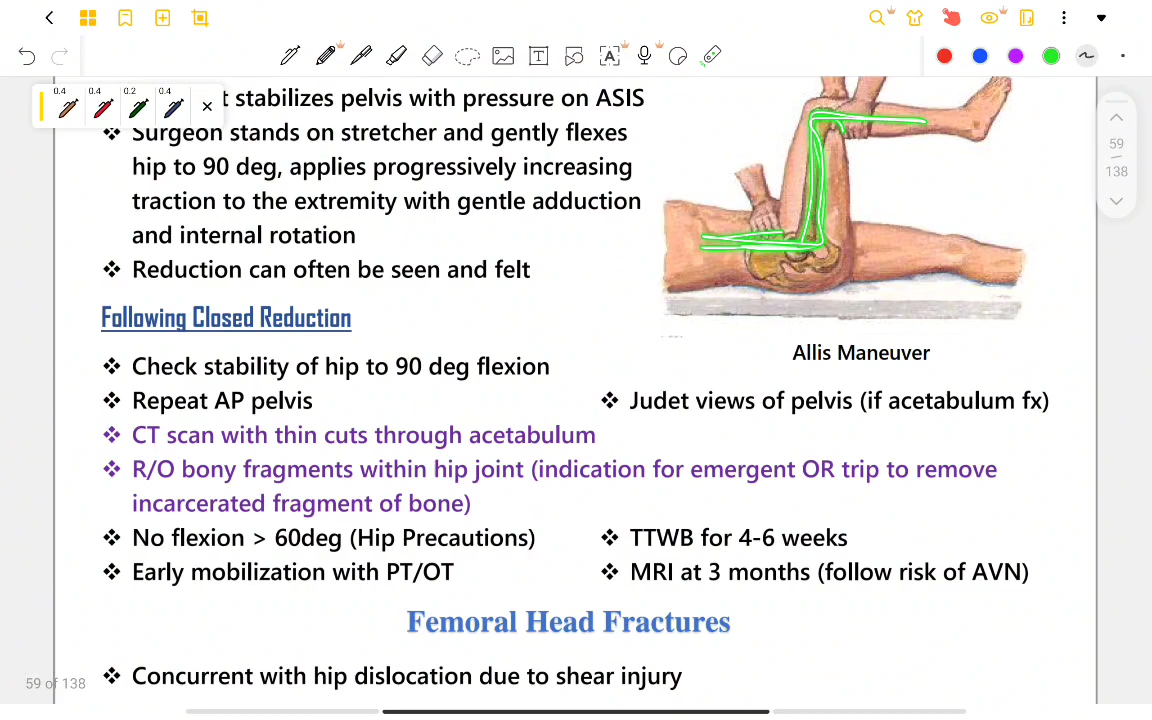 0.4
0.4
0.2
0.4
t stabilizes pelvis with pressure on ASIS
❖ Surgeon stands on stretcher and gently flexes
hip to 90 deg, applies progressively increasing
traction to the extremity with gentle adduction
and internal rotation
❖ Reduction can often be seen and felt
Allis Maneuver
Following Closed Reduction
❖ Check stability of hip to 90 deg flexion
❖ Repeat AP pelvis
❖ Judet views of pelvis (if acetabulum fx)
❖ CT scan with thin cuts through acetabulum
❖ R/O bony fragments within hip joint (indication for emergent OR trip to remove
incarcerated fragment of bone)
❖ No flexion > 60deg (Hip Precautions)
❖ TTWB for 4-6 weeks
❖ Early mobilization with PT/OT
❖ MRI at 3 months (follow risk of AVN)
Femoral Head Fractures
❖ Concurrent with hip dislocation due to shear injury
59 of 138
59
138